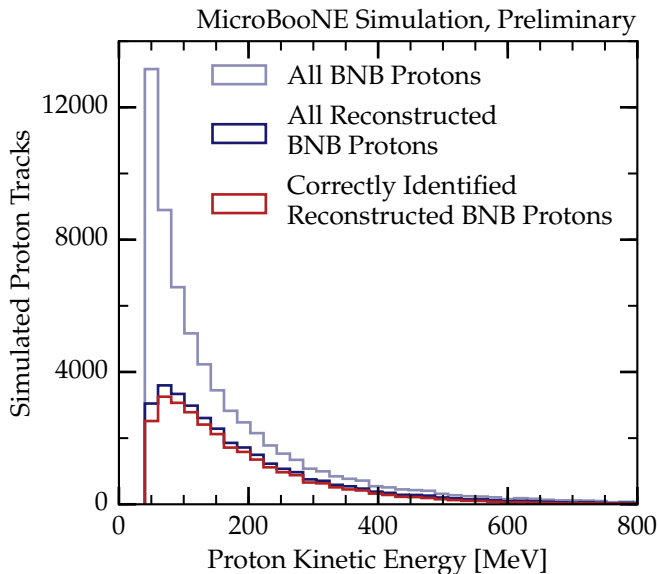 MicroBooNE Simulation, Preliminary
All BNB Protons
All Reconstructed
BNB Protons
Correctly Identified
Reconstructed BNB Protons
Simulated Proton Tracks
12000
8000
4000
0
0 200 400 600 800
Proton Kinetic Energy [MeV]